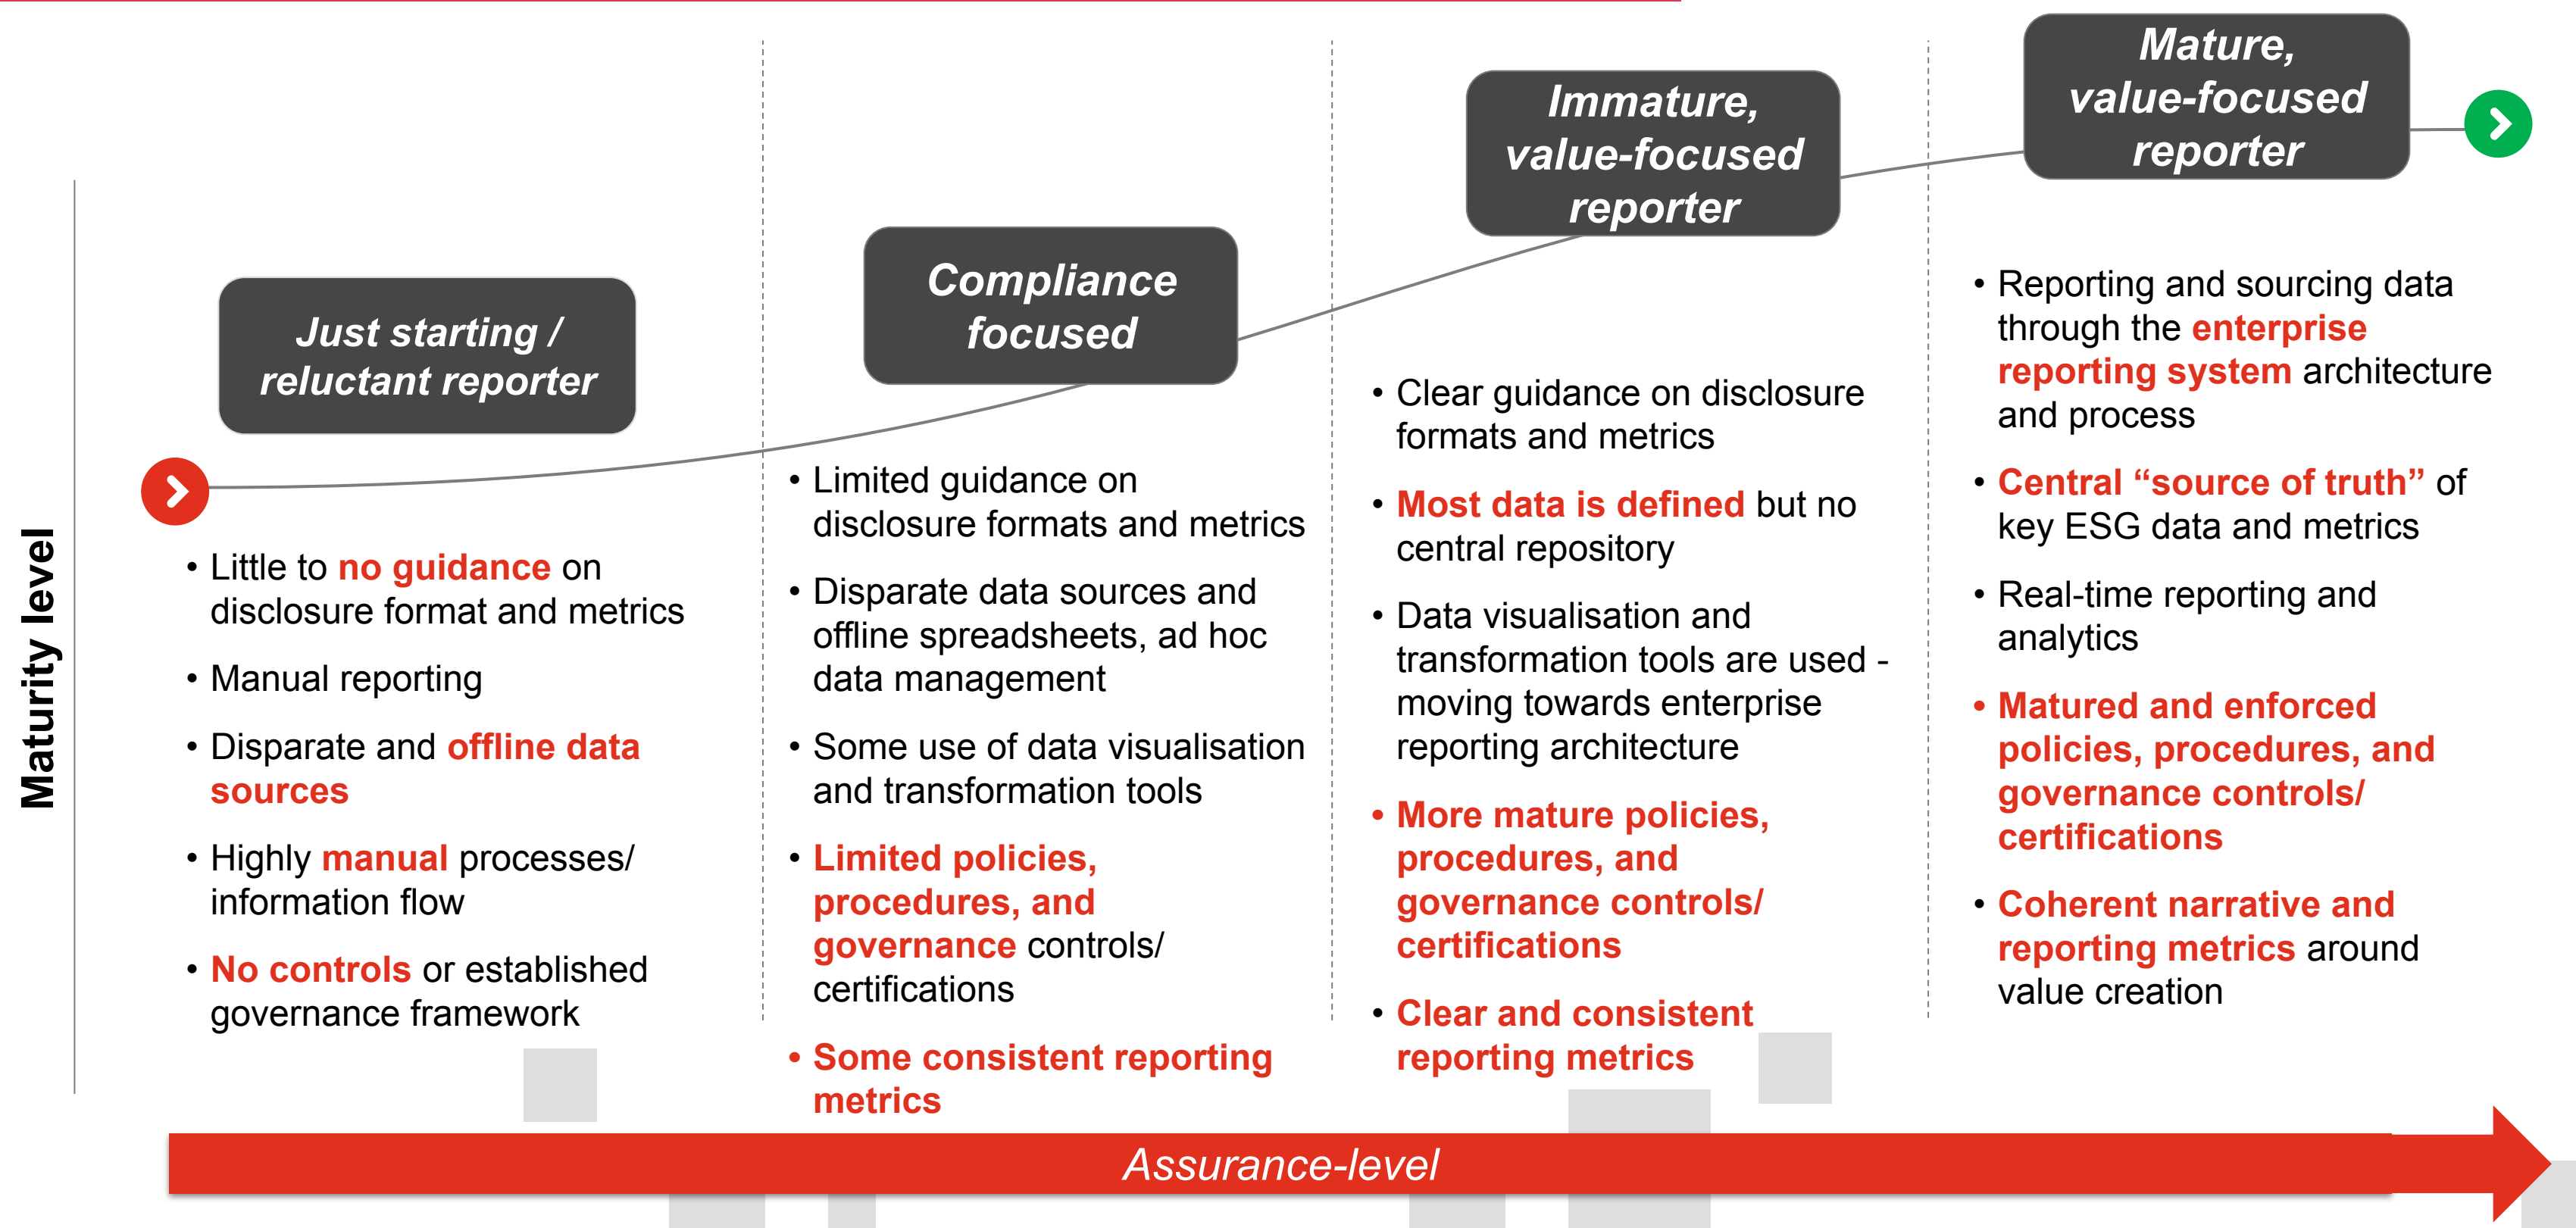 Maturity level
Just starting /
reluctant reporter
• Little to no guidance on
disclosure format and metrics
• Manual reporting
• Disparate and offline data
sources
• Highly manual processes/
information flow
• No controls or established
governance framework
Compliance
focused
• Limited guidance on
disclosure formats and metrics
• Disparate data sources and
offline spreadsheets, ad hoc
data management
• Some use of data visualisation
and transformation tools
• Limited policies,
procedures, and
governance controls/
certifications
• Some consistent reporting
metrics
Immature,
value-focused
reporter
• Clear guidance on disclosure
formats and metrics
• Most data is defined but no
central repository
• Data visualisation and
transformation tools are used -
moving towards enterprise
reporting architecture
• More mature policies,
procedures, and
governance controls/
certifications
• Clear and consistent
reporting metrics
Mature,
value-focused
reporter
• Reporting and sourcing data
through the enterprise
reporting system architecture
and process
• Central “source of truth” of
key ESG data and metrics
• Real-time reporting and
analytics
• Matured and enforced
policies, procedures, and
governance controls/
certifications
• Coherent narrative and
reporting metrics around
value creation
Assurance-level